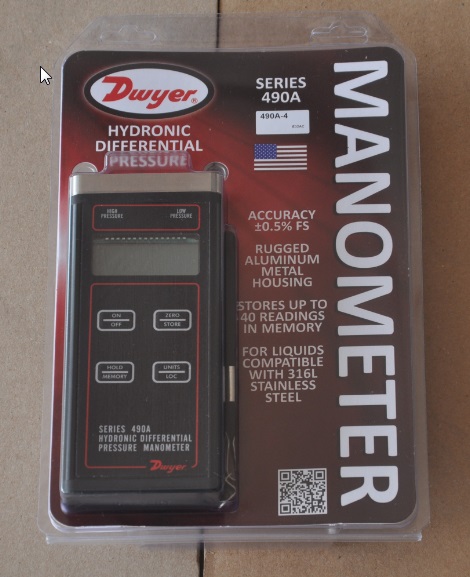 Dwyer®
HYDRONIC
DIFFERENTIAL
PRESSURE
SERIES
490A
490A-4
MANOMETER
ACCURACY
±0.5% FS
RUGGED
ALUMINUM
METAL
HOUSING
STORES UP TO
40 READINGS
IN MEMORY
FOR LIQUIDS
COMPATIBLE
WITH 316L
STAINLESS
STEEL
HIGH
PRESSURE
LOW
PRESSURE
ON
OFF
ZERO
STORE
HOLD
MEMORY
UNITS
LOC
SERIES 490A
HYDRONIC DIFFERENTIAL
PRESSURE MANOMETER
Dwyer